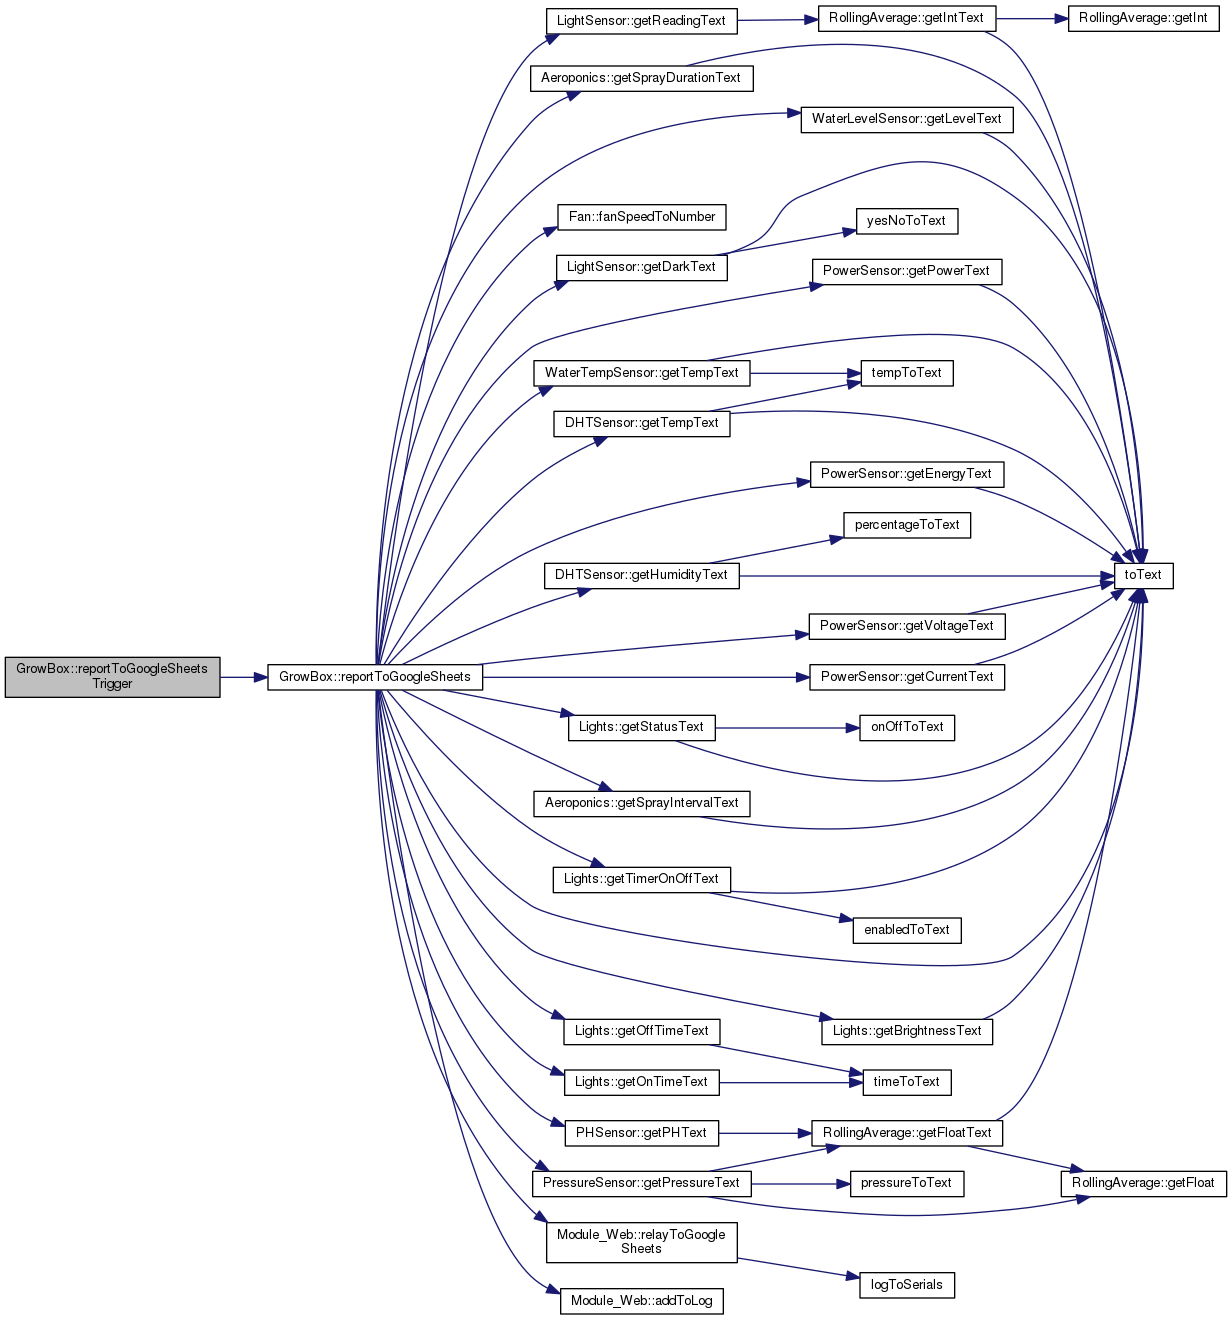 LightSensor::getReadingText
RollingAverage::getIntText
RollingAverage::getInt
Aeroponics::getSprayDurationText
WaterLevelSensor::getLevelText
Fan::fanSpeedToNumber
yesNoToText
LightSensor::getDarkText
PowerSensor::getPowerText
WaterTempSensor::getTempText
tempToText
DHTSensor::getTempText
PowerSensor::getEnergyText
percentageToText
DHTSensor::getHumidityText
toText
PowerSensor::getVoltageText
GrowBox::reportToGoogleSheets
Trigger
GrowBox::reportToGoogleSheets
PowerSensor::getCurrentText
Lights::getStatusText
onOffToText
Aeroponics::getSprayIntervalText
Lights::getTimerOnOffText
enabledToText
Lights::getOffTimeText
Lights::getBrightnessText
Lights::getOnTimeText
timeToText
PHSensor::getPHText
RollingAverage::getFloatText
PressureSensor::getPressureText
pressureToText
RollingAverage::getFloat
Module_Web::relayToGoogle
Sheets
logToSerials
Module_Web::addToLog